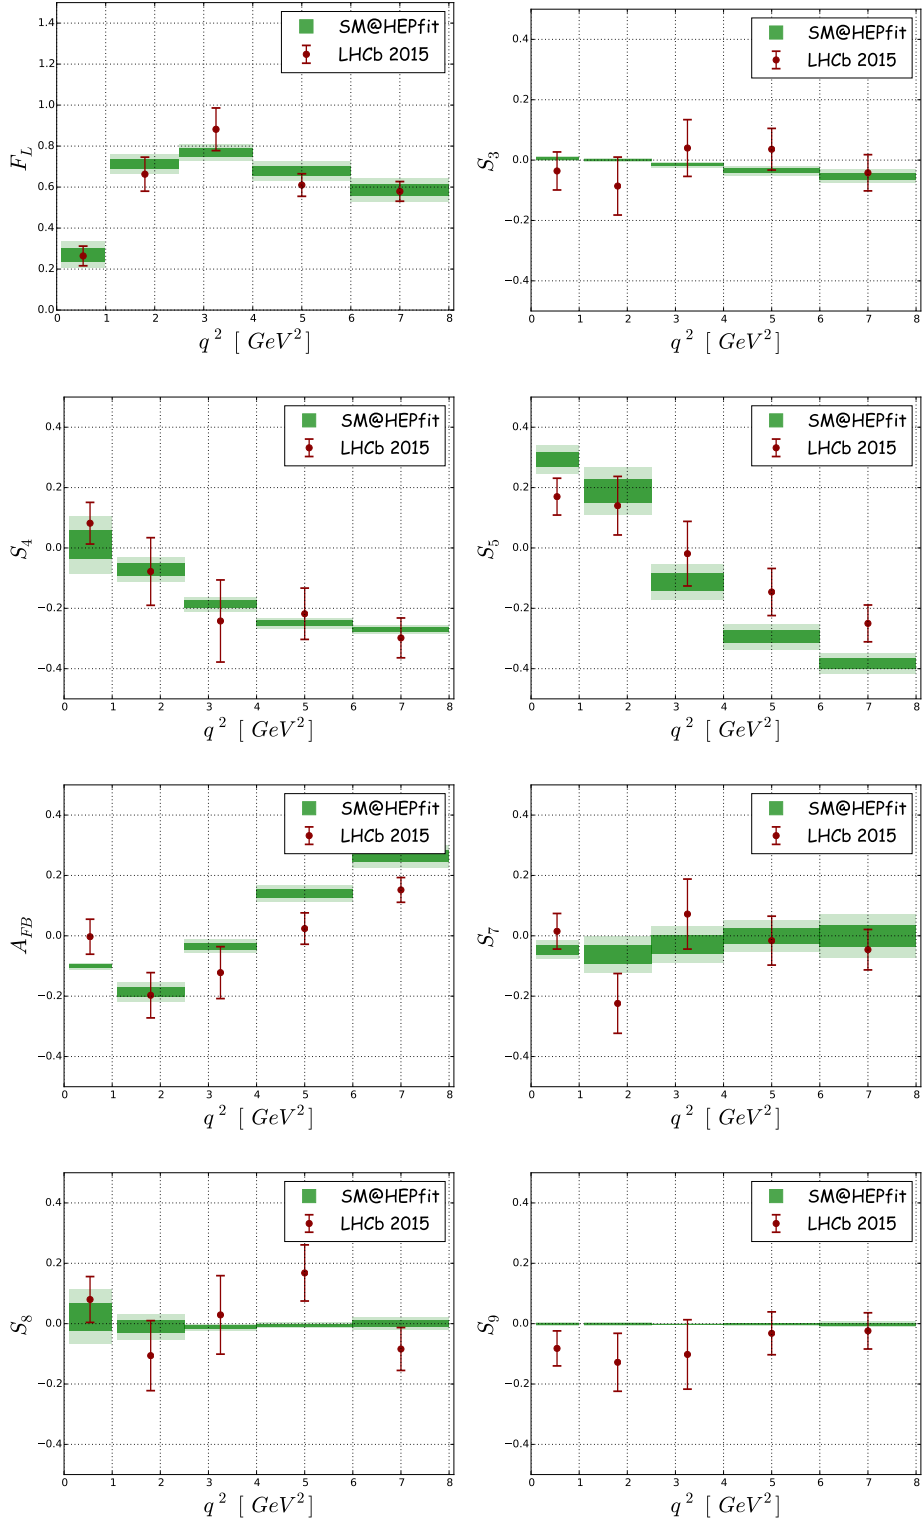 SM@HEPfit
LHCb 2015
F_L
1.4
1.2
1.0
0.8
0.6
0.4
0.2
0.0
0 1 2 3 4 5 6 7 8
q^2 [ GeV^2]
SM@HEPfit
LHCb 2015
S_3
0.4
0.2
0.0
−0.2
−0.4
0 1 2 3 4 5 6 7 8
q^2 [ GeV^2]
SM@HEPfit
LHCb 2015
S_4
0.4
0.2
0.0
−0.2
−0.4
0 1 2 3 4 5 6 7 8
q^2 [ GeV^2]
SM@HEPfit
LHCb 2015
S_5
0.4
0.2
0.0
−0.2
−0.4
0 1 2 3 4 5 6 7 8
q^2 [ GeV^2]
SM@HEPfit
LHCb 2015
A_FB
0.4
0.2
0.0
−0.2
−0.4
0 1 2 3 4 5 6 7 8
q^2 [ GeV^2]
SM@HEPfit
LHCb 2015
S_7
0.4
0.2
0.0
−0.2
−0.4
0 1 2 3 4 5 6 7 8
q^2 [ GeV^2]
SM@HEPfit
LHCb 2015
S_8
0.4
0.2
0.0
−0.2
−0.4
0 1 2 3 4 5 6 7 8
q^2 [ GeV^2]
SM@HEPfit
LHCb 2015
S_9
0.4
0.2
0.0
−0.2
−0.4
0 1 2 3 4 5 6 7 8
q^2 [ GeV^2]